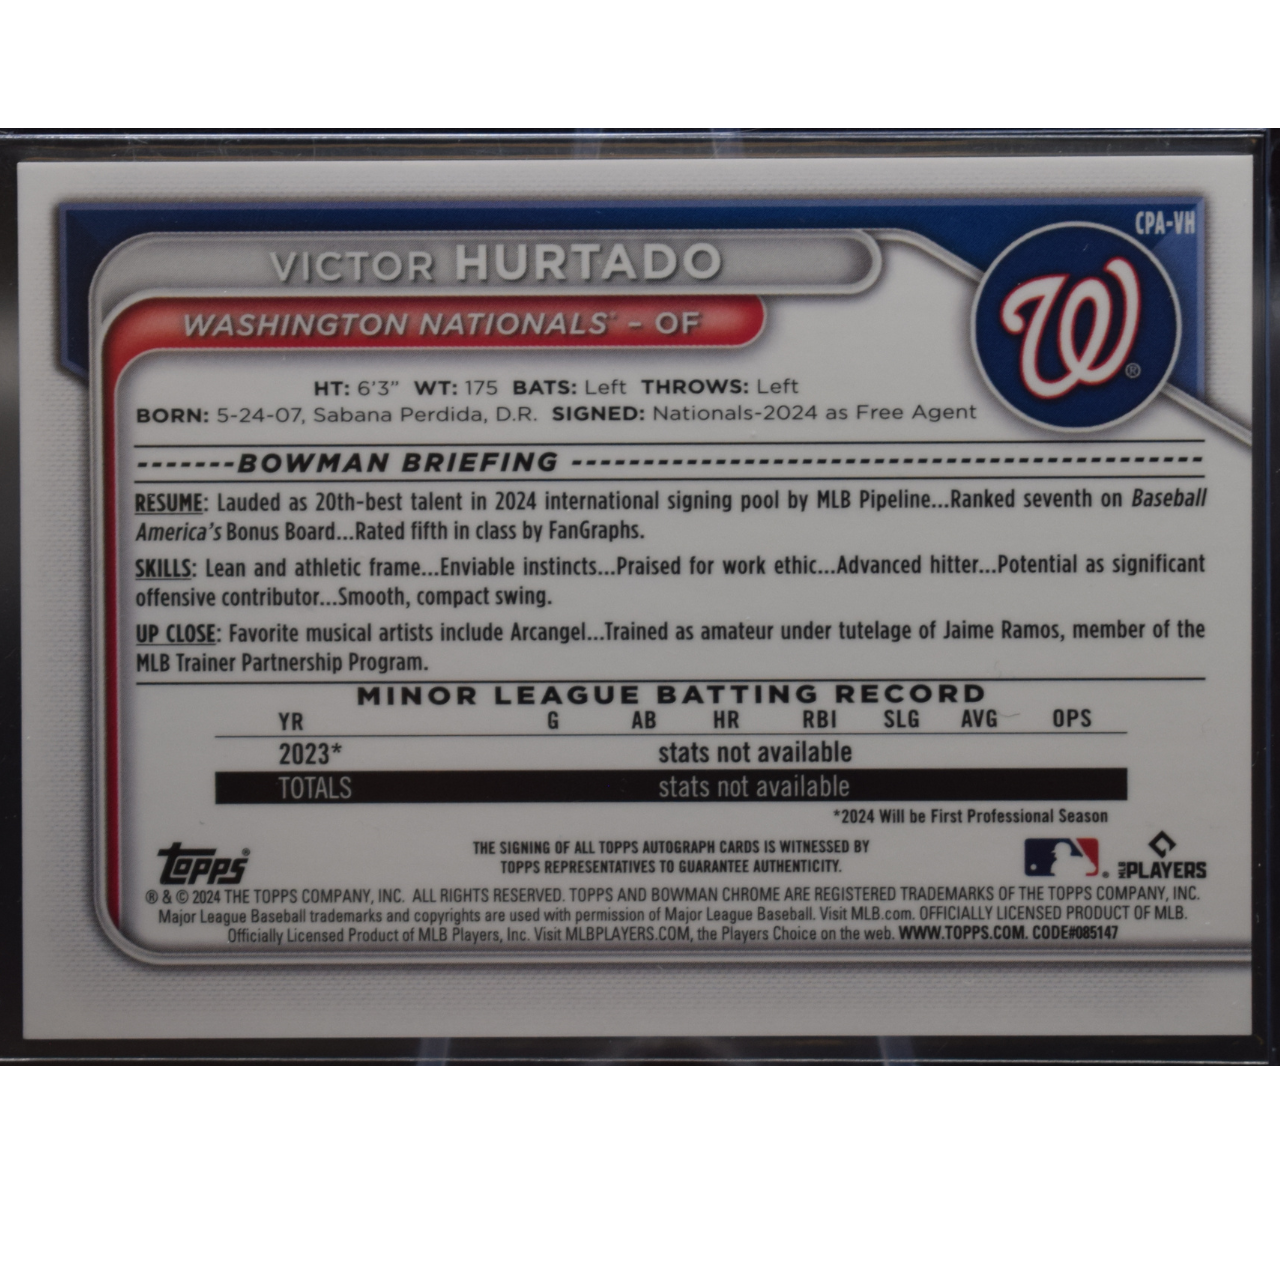 CPA-VH
VICTOR HURTADO
WASHINGTON NATIONALS® – OF
W®
HT: 6'3" WT: 175 BATS: Left THROWS: Left
BORN: 5-24-07, Sabana Perdida, D.R. SIGNED: Nationals-2024 as Free Agent
-------BOWMAN BRIEFING --------------------------------------------------
RESUME: Lauded as 20th-best talent in 2024 international signing pool by MLB Pipeline...Ranked seventh on Baseball
America's Bonus Board...Rated fifth in class by FanGraphs.
SKILLS: Lean and athletic frame...Enviable instincts...Praised for work ethic...Advanced hitter...Potential as significant
offensive contributor...Smooth, compact swing.
UP CLOSE: Favorite musical artists include Arcangel...Trained as amateur under tutelage of Jaime Ramos, member of the
MLB Trainer Partnership Program.
MINOR LEAGUE BATTING RECORD
YR G AB HR RBI SLG AVG OPS
2023* stats not available
TOTALS stats not available
*2024 Will be First Professional Season
THE SIGNING OF ALL TOPPS AUTOGRAPH CARDS IS WITNESSED BY
TOPPS REPRESENTATIVES TO GUARANTEE AUTHENTICITY.
Topps®
MLB PLAYERS
® & © 2024 THE TOPPS COMPANY, INC. ALL RIGHTS RESERVED. TOPPS AND BOWMAN CHROME ARE REGISTERED TRADEMARKS OF THE TOPPS COMPANY, INC.
Major League Baseball trademarks and copyrights are used with permission of Major League Baseball. Visit MLB.com. OFFICIALLY LICENSED PRODUCT OF MLB.
Officially Licensed Product of MLB Players, Inc. Visit MLBPLAYERS.COM, the Players Choice on the web. WWW.TOPPS.COM. CODE#085147